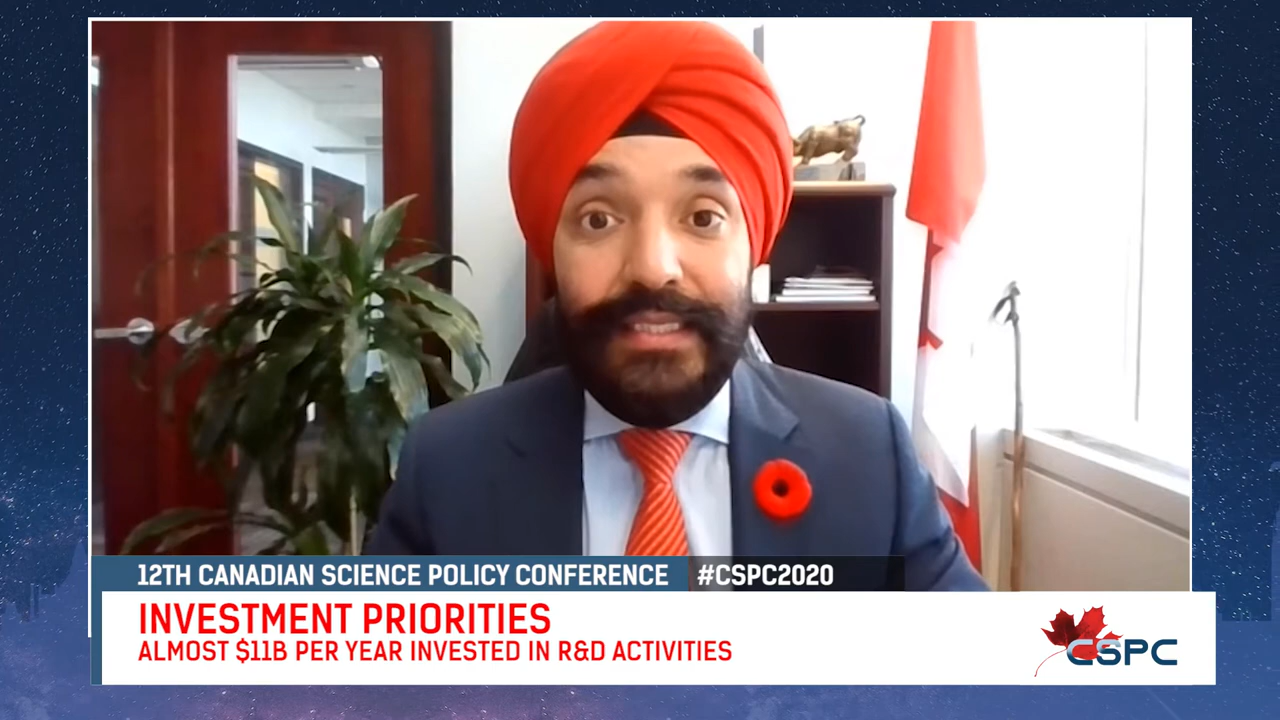 12TH CANADIAN SCIENCE POLICY CONFERENCE #CSPC2020
INVESTMENT PRIORITIES
ALMOST $11B PER YEAR INVESTED IN R&D ACTIVITIES
CSPC